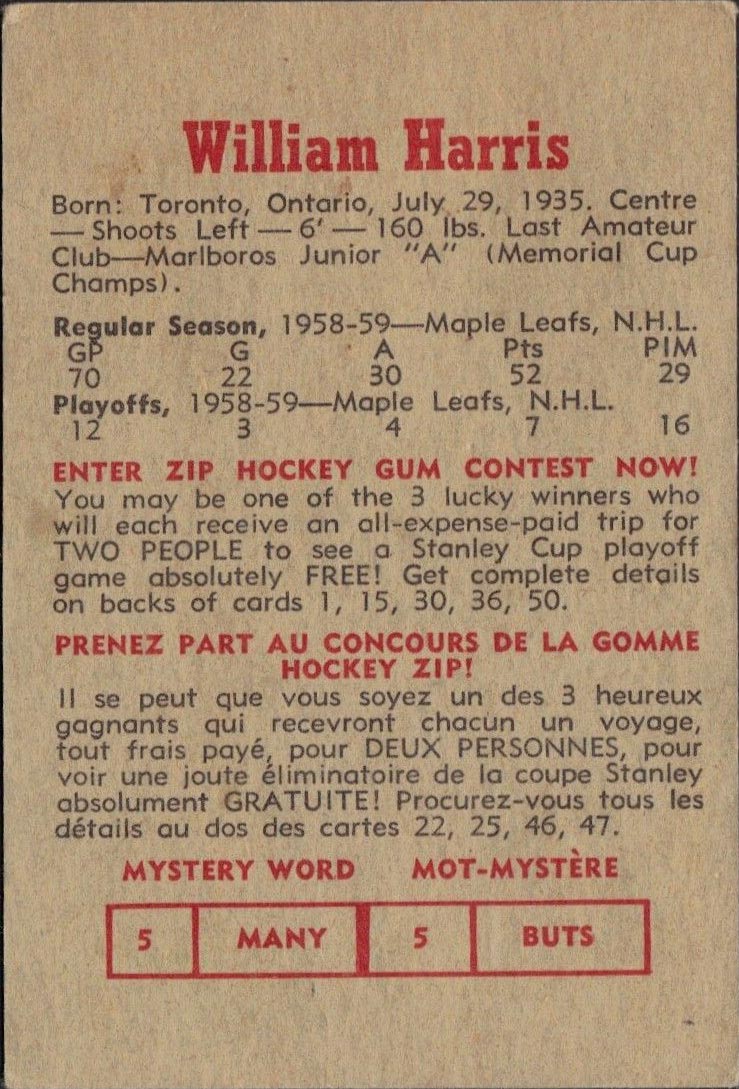 William Harris
Born: Toronto, Ontario, July 29, 1935. Centre
— Shoots Left — 6' — 160 lbs. Last Amateur
Club—Marlboros Junior "A" (Memorial Cup
Champs).
Regular Season, 1958-59—Maple Leafs, N.H.L.
GP G A Pts PIM
70 22 30 52 29
Playoffs, 1958-59—Maple Leafs, N.H.L.
12 3 4 7 16
ENTER ZIP HOCKEY GUM CONTEST NOW!
You may be one of the 3 lucky winners who
will each receive an all-expense-paid trip for
TWO PEOPLE to see a Stanley Cup playoff
game absolutely FREE! Get complete details
on backs of cards 1, 15, 30, 36, 50.
PRENEZ PART AU CONCOURS DE LA GOMME
HOCKEY ZIP!
Il se peut que vous soyez un des 3 heureux
gagnants qui recevront chacun un voyage,
tout frais payé, pour DEUX PERSONNES, pour
voir une joute éliminatoire de la coupe Stanley
absolument GRATUITE! Procurez-vous tous les
détails au dos des cartes 22, 25, 46, 47.
MYSTERY WORD MOT-MYSTÈRE
5 MANY 5 BUTS